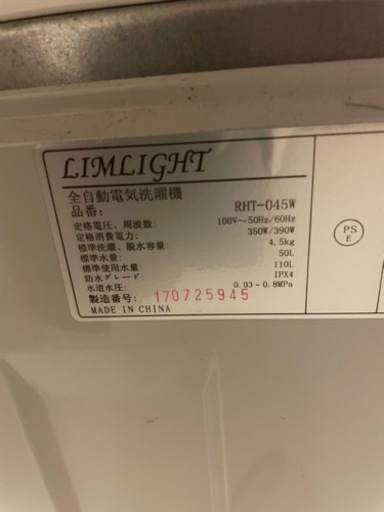 LIMLIGHT
全自動電気洗濯機
品番: RHT-045W
定格電圧、周波数: 100V～50Hz/60Hz
定格消費電力: 350W/390W
標準洗濯、脱水容量: 4.5kg
標準水量: 50L
標準使用水量: 110L
防水グレード: IPX4
水道水圧: 0.03-0.8MPa
製造番号: 170725945
MADE IN CHINA
PS
E